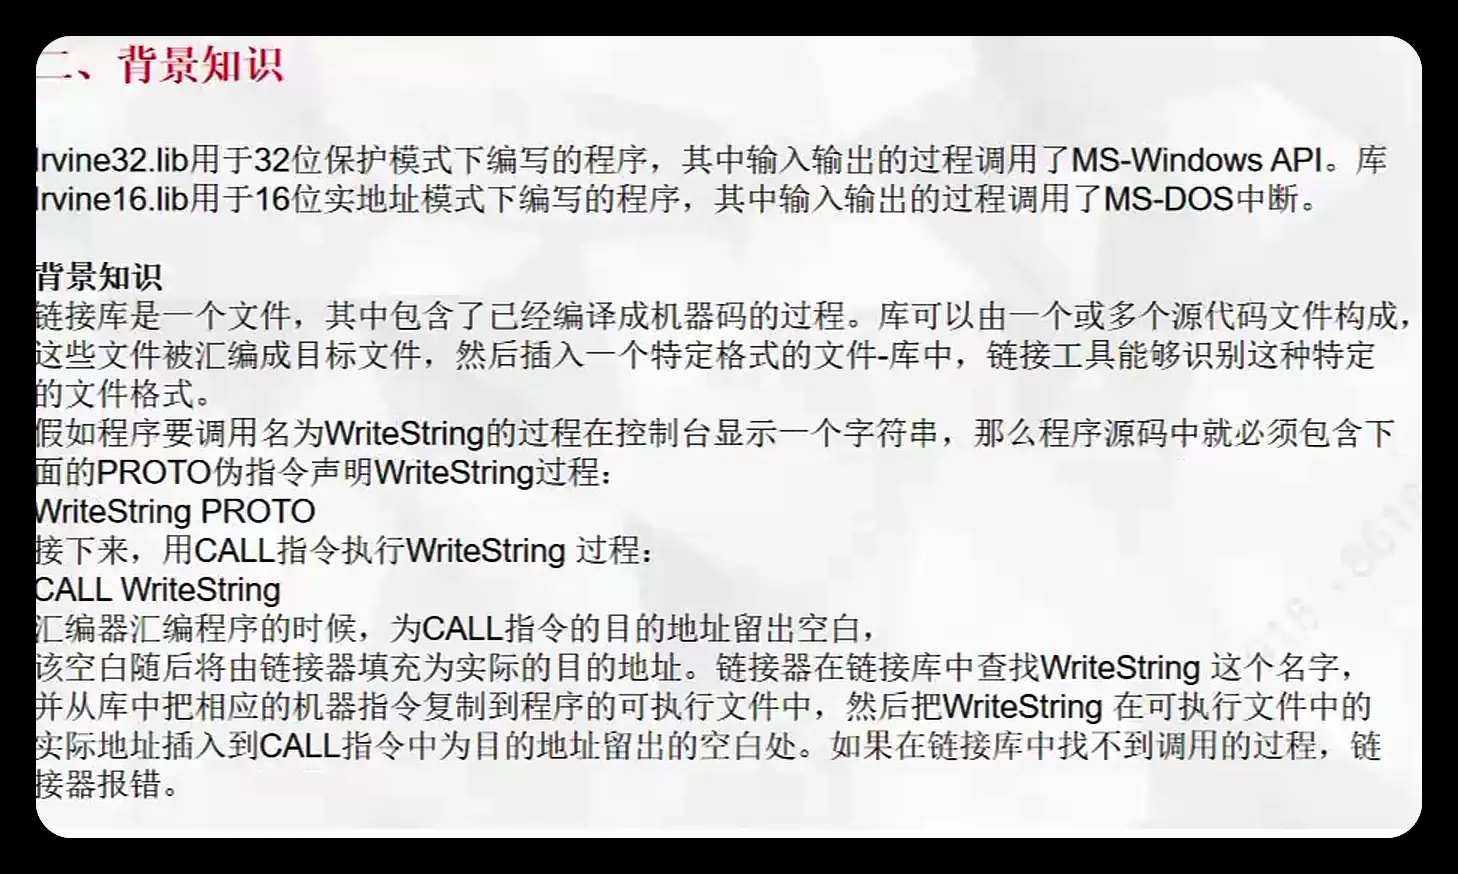 二、背景知识
Irvine32.lib用于32位保护模式下编写的程序，其中输入输出的过程调用了MS-Windows API。库
Irvine16.lib用于16位实地址模式下编写的程序，其中输入输出的过程调用了MS-DOS中断。
背景知识
链接库是一个文件，其中包含了已经编译成机器码的过程。库可以由一个或多个源代码文件构成，
这些文件被汇编成目标文件，然后插入一个特定格式的文件-库中，链接工具能够识别这种特定
的文件格式。
假如程序要调用名为WriteString的过程在控制台显示一个字符串，那么程序源码中就必须包含下
面的PROTO伪指令声明WriteString过程：
WriteString PROTO
接下来，用CALL指令执行WriteString 过程：
CALL WriteString
汇编器汇编程序的时候，为CALL指令的目的地址留出空白，
该空白随后将由链接器填充为实际的目的地址。链接器在链接库中查找WriteString 这个名字，
并从库中把相应的机器指令复制到程序的可执行文件中，然后把WriteString 在可执行文件中的
实际地址插入到CALL指令中为目的地址留出的空白处。如果在链接库中找不到调用的过程，链
接器报错。